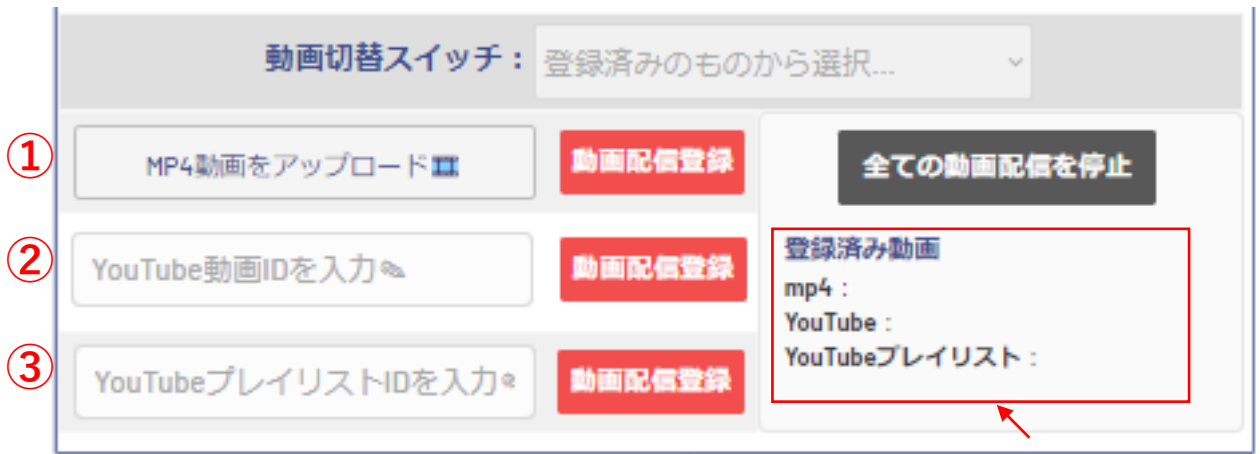 動画切替スイッチ： 登録済みのものから選択...
① MP4動画をアップロード🎞 動画配信登録
② YouTube動画IDを入力✎ 動画配信登録
③ YouTubeプレイリストIDを入力 動画配信登録
全ての動画配信を停止
登録済み動画
mp4：
YouTube：
YouTubeプレイリスト：